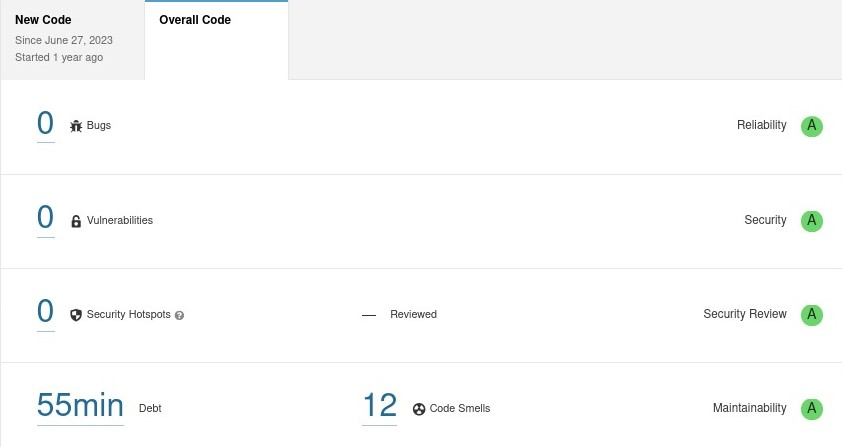 New Code
Since June 27, 2023
Started 1 year ago
Overall Code
0 Bugs Reliability A
0 Vulnerabilities Security A
0 Security Hotspots ? — Reviewed Security Review A
55min Debt 12 Code Smells Maintainability A